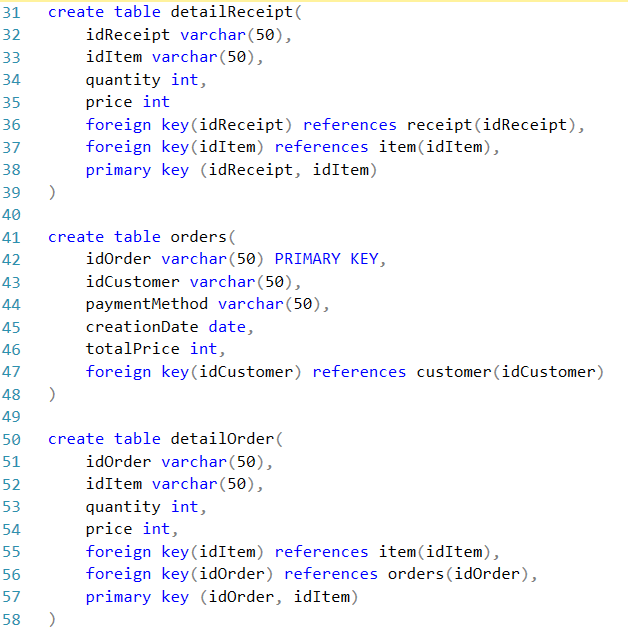 31 create table detailReceipt(
32     idReceipt varchar(50),
33     idItem varchar(50),
34     quantity int,
35     price int
36     foreign key(idReceipt) references receipt(idReceipt),
37     foreign key(idItem) references item(idItem),
38     primary key (idReceipt, idItem)
39 )
40
41 create table orders(
42     idOrder varchar(50) PRIMARY KEY,
43     idCustomer varchar(50),
44     paymentMethod varchar(50),
45     creationDate date,
46     totalPrice int,
47     foreign key(idCustomer) references customer(idCustomer)
48 )
49
50 create table detailOrder(
51     idOrder varchar(50),
52     idItem varchar(50),
53     quantity int,
54     price int,
55     foreign key(idItem) references item(idItem),
56     foreign key(idOrder) references orders(idOrder),
57     primary key (idOrder, idItem)
58 )